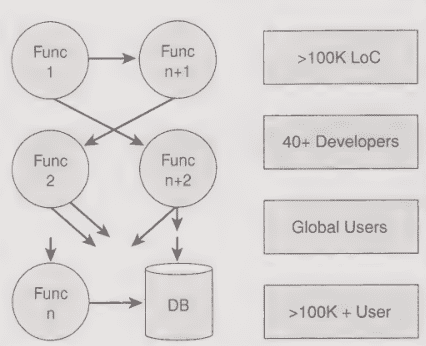 Func
1
Func
n+1
>100K LoC
Func
2
Func
n+2
40+ Developers
Global Users
Func
n
DB
>100K + User